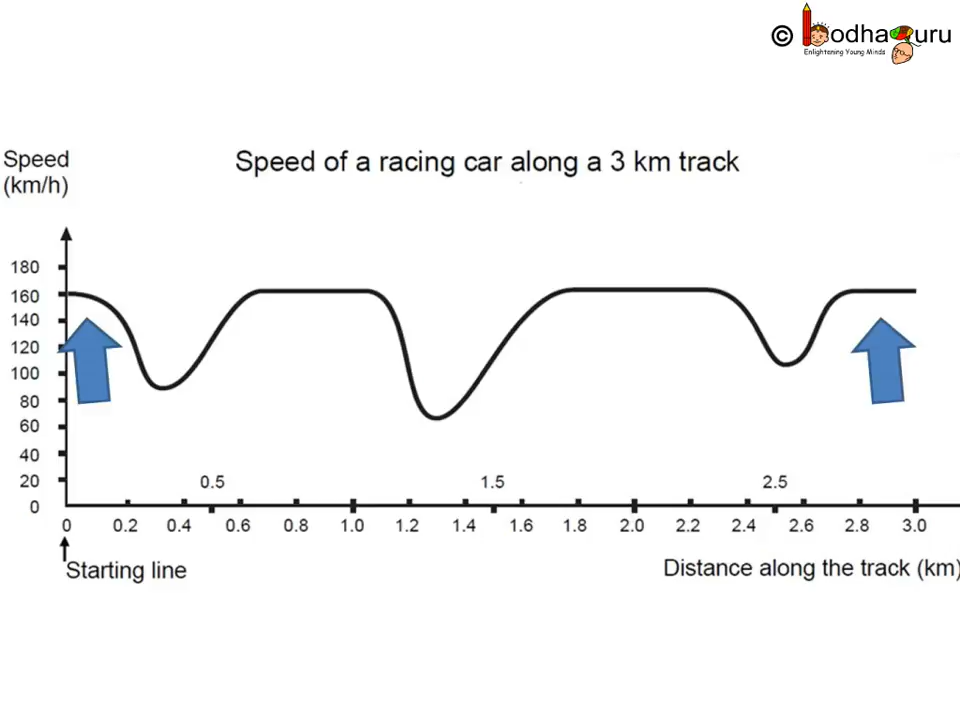 © bodhaguru
Enlightening Young Minds
Speed
(km/h)
Speed of a racing car along a 3 km track
180
160
140
120
100
80
60
40
20
0
0.5 1.5 2.5
0 0.2 0.4 0.6 0.8 1.0 1.2 1.4 1.6 1.8 2.0 2.2 2.4 2.6 2.8 3.0
Starting line
Distance along the track (km)